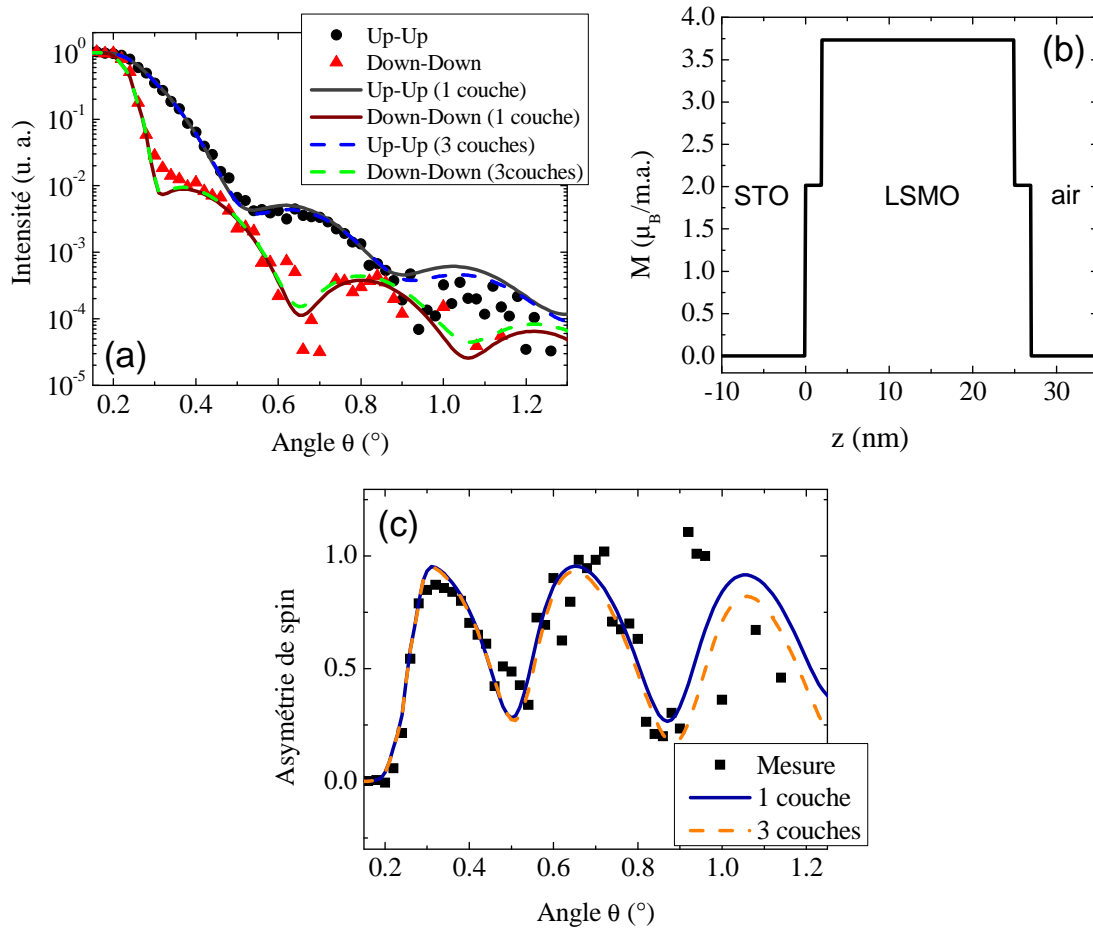 (a)
Up-Up
Down-Down
Up-Up (1 couche)
Down-Down (1 couche)
Up-Up (3 couches)
Down-Down (3couches)
10^0
10^-1
10^-2
10^-3
10^-4
10^-5
Intensité (u. a.)
0.2 0.4 0.6 0.8 1.0 1.2
Angle θ (°)
(b)
4.0
3.5
3.0
2.5
2.0
1.5
1.0
0.5
0.0
M (μ_B/m.a.)
STO LSMO air
-10 0 10 20 30
z (nm)
(c)
1.0
0.5
0.0
Asymétrie de spin
Mesure
1 couche
3 couches
0.2 0.4 0.6 0.8 1.0 1.2
Angle θ (°)